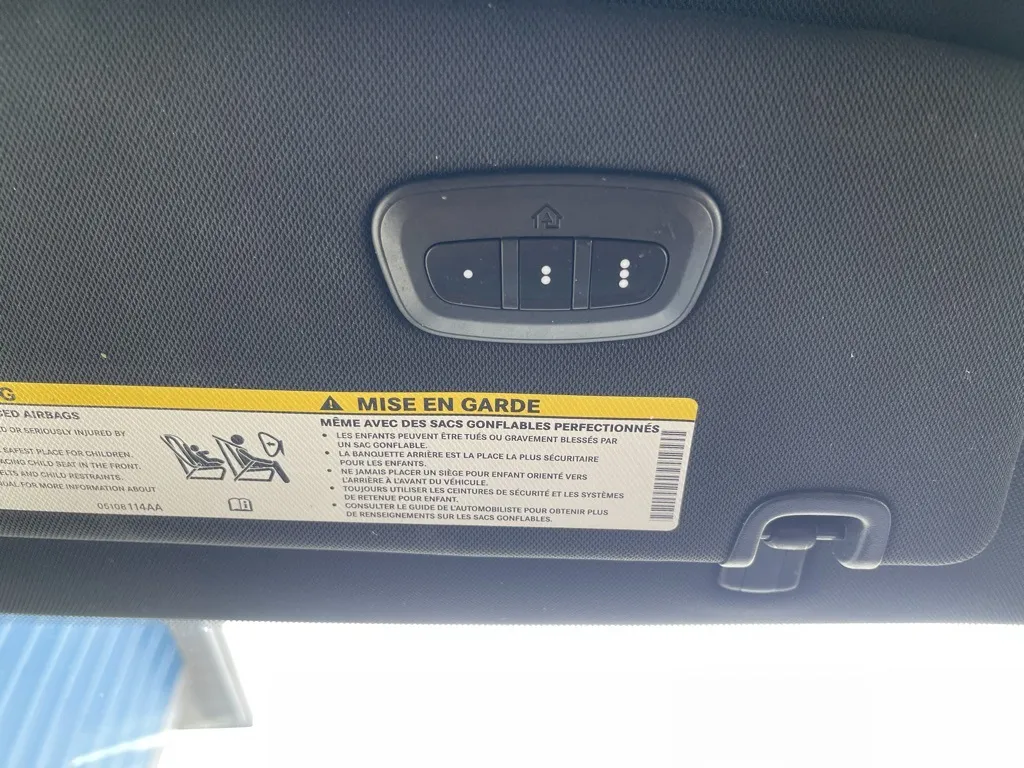 G
CED AIRBAGS
D OR SERIOUSLY INJURED BY
SAFEST PLACE FOR CHILDREN.
ACING CHILD SEAT IN THE FRONT.
ELTS AND CHILD RESTRAINTS.
UAL FOR MORE INFORMATION ABOUT
05108114AA
MISE EN GARDE
MÊME AVEC DES SACS GONFLABLES PERFECTIONNÉS
• LES ENFANTS PEUVENT ÊTRE TUÉS OU GRAVEMENT BLESSÉS PAR
UN SAC GONFLABLE.
• LA BANQUETTE ARRIÈRE EST LA PLACE LA PLUS SÉCURITAIRE
POUR LES ENFANTS.
• NE JAMAIS PLACER UN SIÈGE POUR ENFANT ORIENTÉ VERS
L'ARRIÈRE À L'AVANT DU VÉHICULE.
• TOUJOURS UTILISER LES CEINTURES DE SÉCURITÉ ET LES SYSTÈMES
DE RETENUE POUR ENFANT.
• CONSULTER LE GUIDE DE L'AUTOMOBILISTE POUR OBTENIR PLUS
DE RENSEIGNEMENTS SUR LES SACS GONFLABLES.